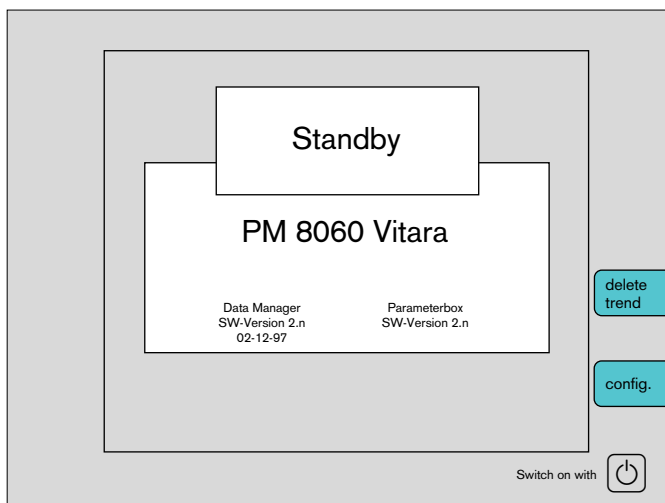 Standby
PM 8060 Vitara
Data Manager
SW-Version 2.n
02-12-97
Parameterbox
SW-Version 2.n
delete
trend
config.
Switch on with